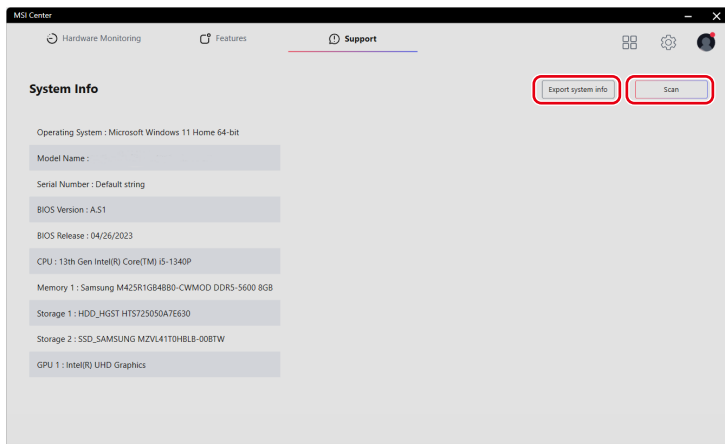 MSI Center
Hardware Monitoring Features Support
System Info
Export system info Scan
Operating System : Microsoft Windows 11 Home 64-bit
Model Name :
Serial Number : Default string
BIOS Version : A.S1
BIOS Release : 04/26/2023
CPU : 13th Gen Intel(R) Core(TM) i5-1340P
Memory 1 : Samsung M425R1GB4BB0-CWMOD DDR5-5600 8GB
Storage 1 : HDD_HGST HTS725050A7E630
Storage 2 : SSD_SAMSUNG MZVL41T0HBLB-00BTW
GPU 1 : Intel(R) UHD Graphics